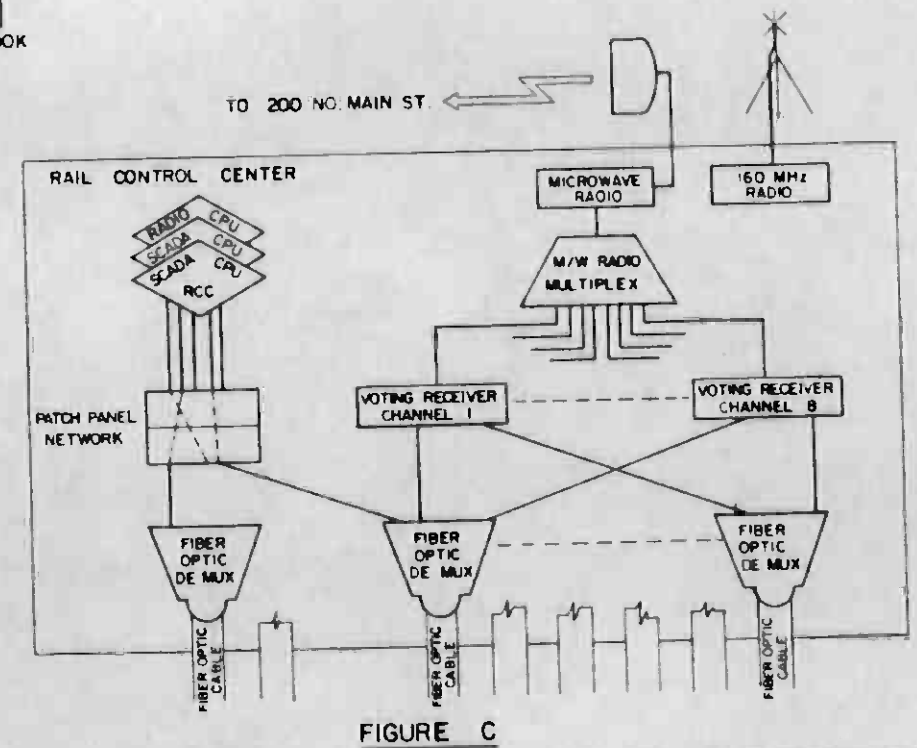 OOK
TO 200 NO. MAIN ST.
RAIL CONTROL CENTER
MICROWAVE
RADIO
160 MHz
RADIO
RADIO CPU
SCADA CPU
SCADA CPU
RCC
M/W RADIO
MULTIPLEX
VOTING RECEIVER
CHANNEL 1
VOTING RECEIVER
CHANNEL 8
PATCH PANEL
NETWORK
FIBER
OPTIC
DE MUX
FIBER
OPTIC
DE MUX
FIBER
OPTIC
DE MUX
FIBER OPTIC
CABLE
FIBER OPTIC
CABLE
FIBER OPTIC
CABLE
FIGURE C